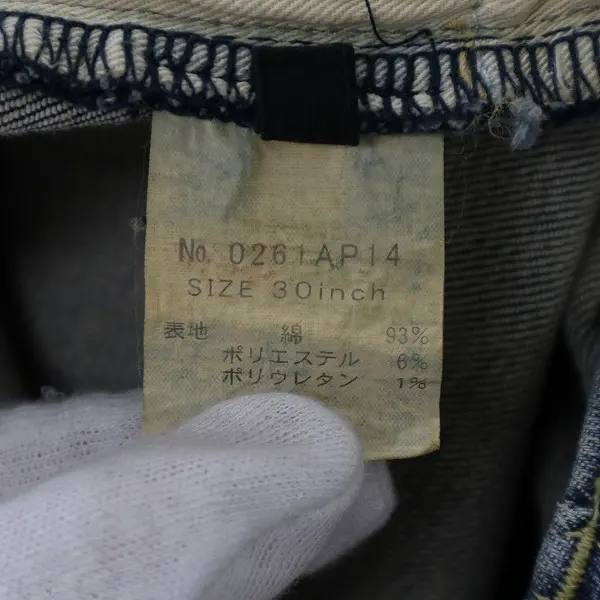 No. 0261AP14
SIZE 30inch
表地 綿 93%
ポリエステル 6%
ポリウレタン 1%